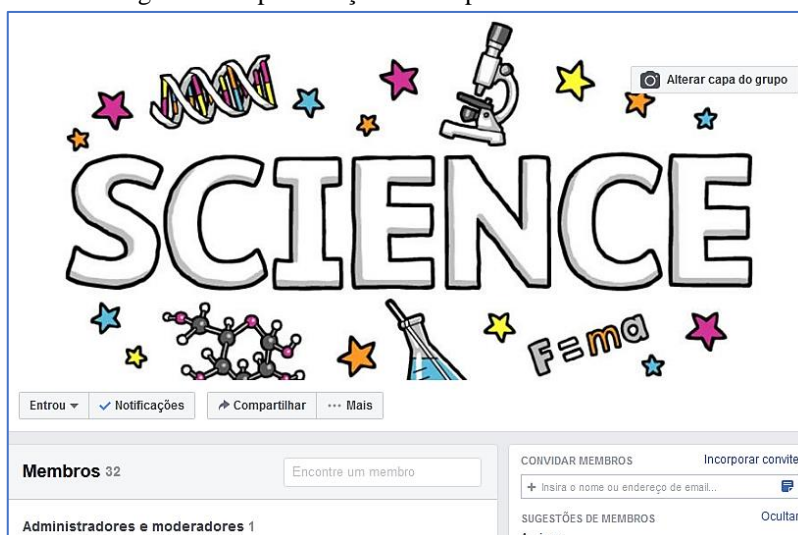 Alterar capa do grupo
SCIENCE
F=ma
Entrou
Notificações
Compartilhar
Mais
Membros 32
Encontre um membro
Administradores e moderadores 1
CONVIDAR MEMBROS
Incorporar convite
+ Insira o nome ou endereço de email...
SUGESTÕES DE MEMBROS
Ocultar